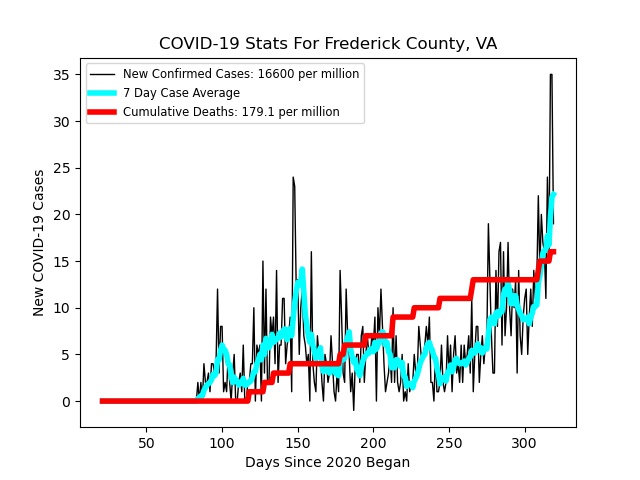 COVID-19 Stats For Frederick County, VA
New Confirmed Cases: 16600 per million
7 Day Case Average
Cumulative Deaths: 179.1 per million
35
30
25
20
15
10
5
0
New COVID-19 Cases
50 100 150 200 250 300
Days Since 2020 Began